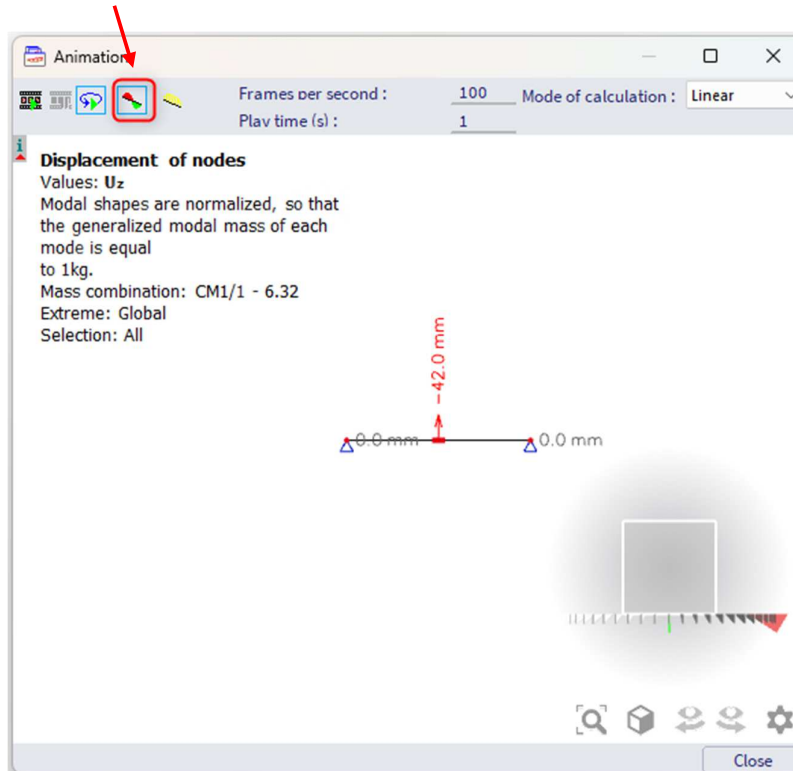 Animation
Frames per second :
100
Mode of calculation :
Linear
Play time (s) :
1
i
Displacement of nodes
Values: Uz
Modal shapes are normalized, so that
the generalized modal mass of each
mode is equal
to 1kg.
Mass combination: CM1/1 - 6.32
Extreme: Global
Selection: All
-42.0 mm
0.0 mm
0.0 mm
Close